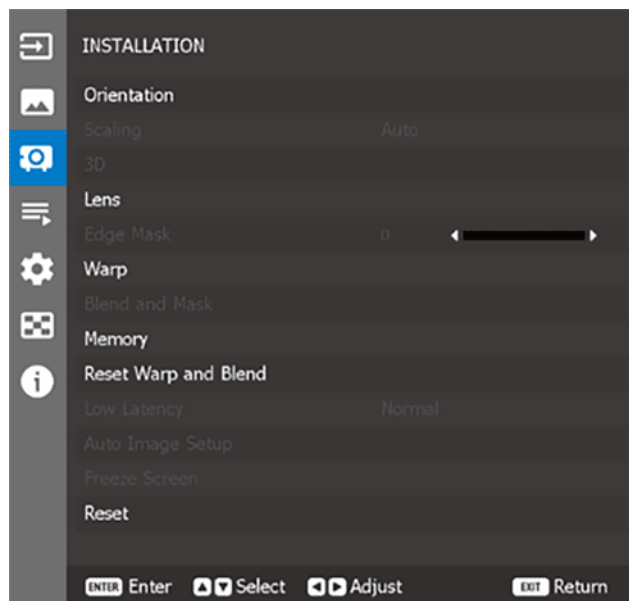 INSTALLATION
Orientation
Scaling Auto
3D
Lens
Edge Mask 0
Warp
Blend and Mask
Memory
Reset Warp and Blend
Low Latency Normal
Auto Image Setup
Freeze Screen
Reset
ENTER Enter Select Adjust EXIT Return